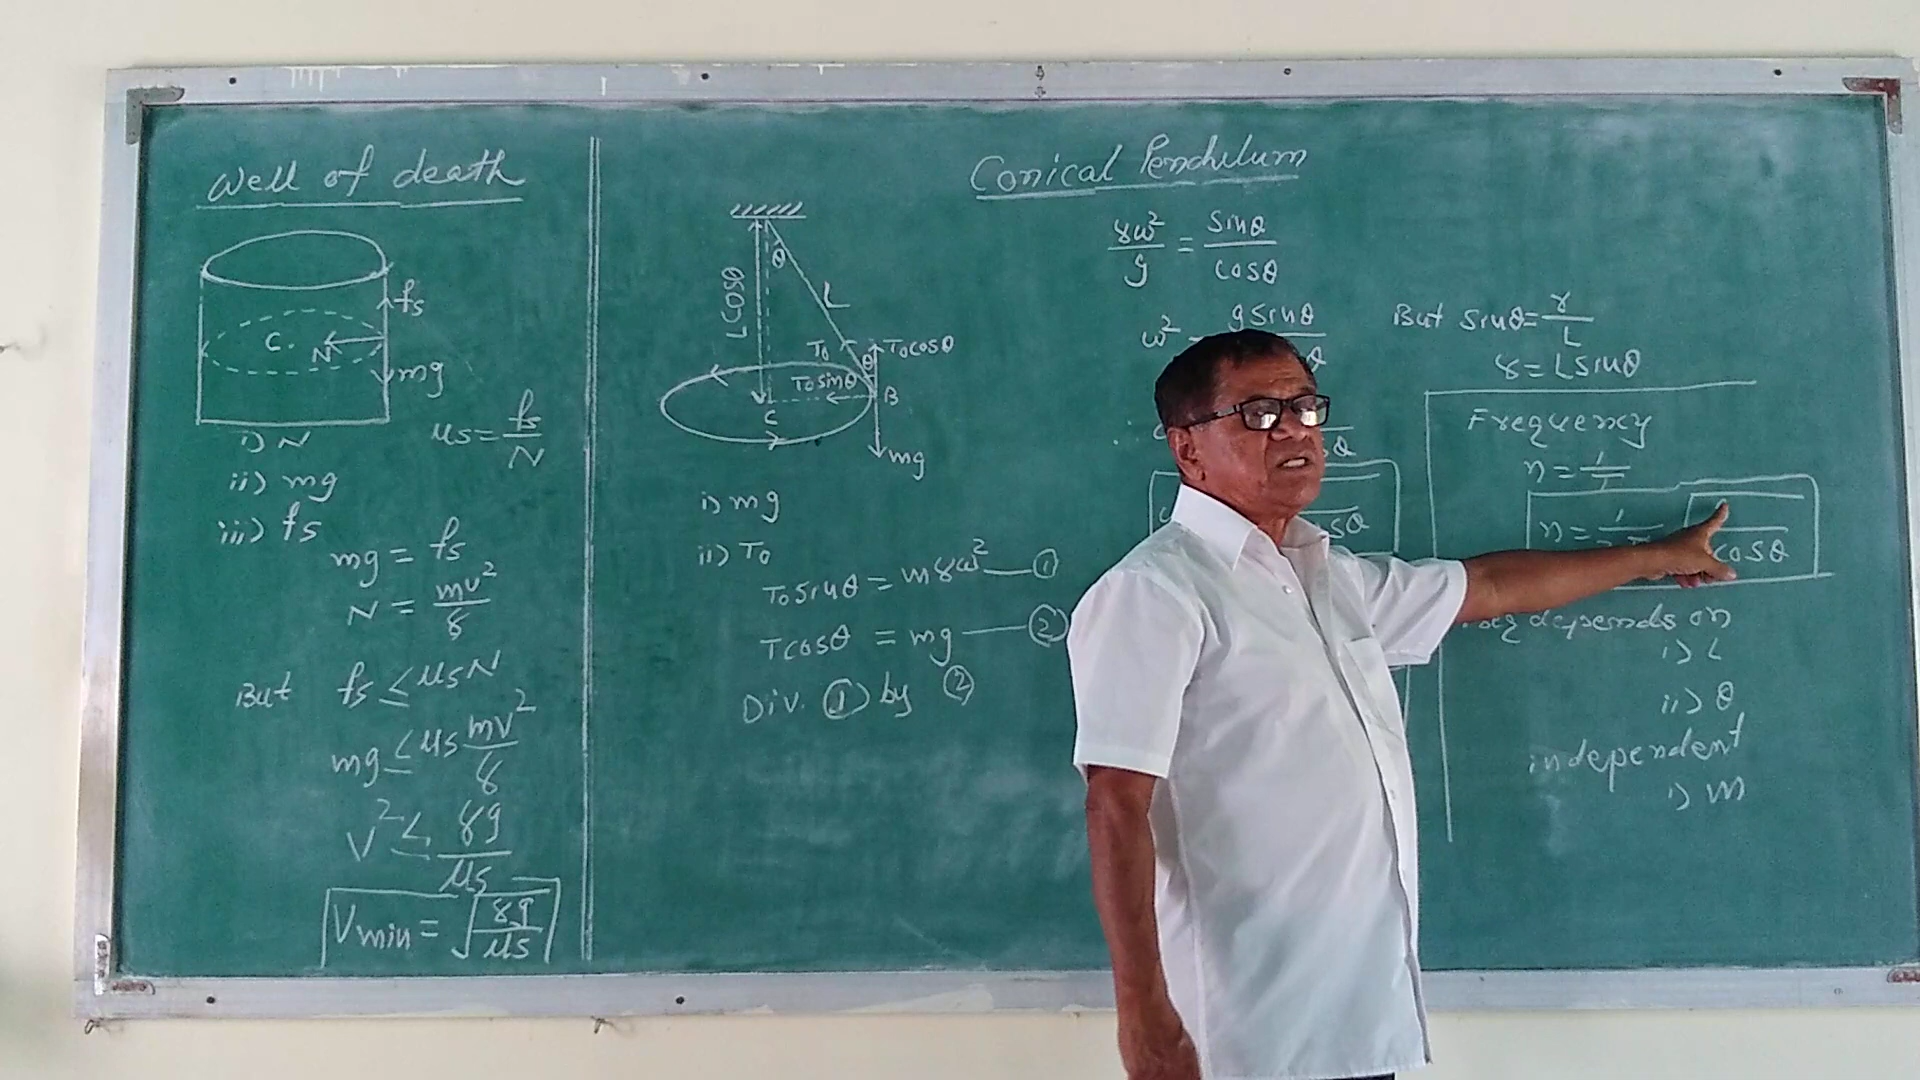 Well of death
fs
C.
N
mg
i) N
μs = fs/N
ii) mg
iii) fs
mg = fs
N = mv²/r
But fs ≤ μsN
mg ≤ μs mv²/r
v² ≤ rg/μs
Vmin = √(rg/μs)
Conical Pendulum
θ
L cosθ
L
T₀
θ
T₀cosθ
T₀sinθ
C
B
mg
i) mg
ii) T₀
T₀sinθ = mrω² — ①
Tcosθ = mg — ②
Div. ① by ②
rω²/g = sinθ/cosθ
ω² gsinθ
∴
cosθ
But sinθ = r/L
r = Lsinθ
Frequency
n = 1/T
n = 1/
cosθ
depends on
i) L
ii) θ
independent
i) m